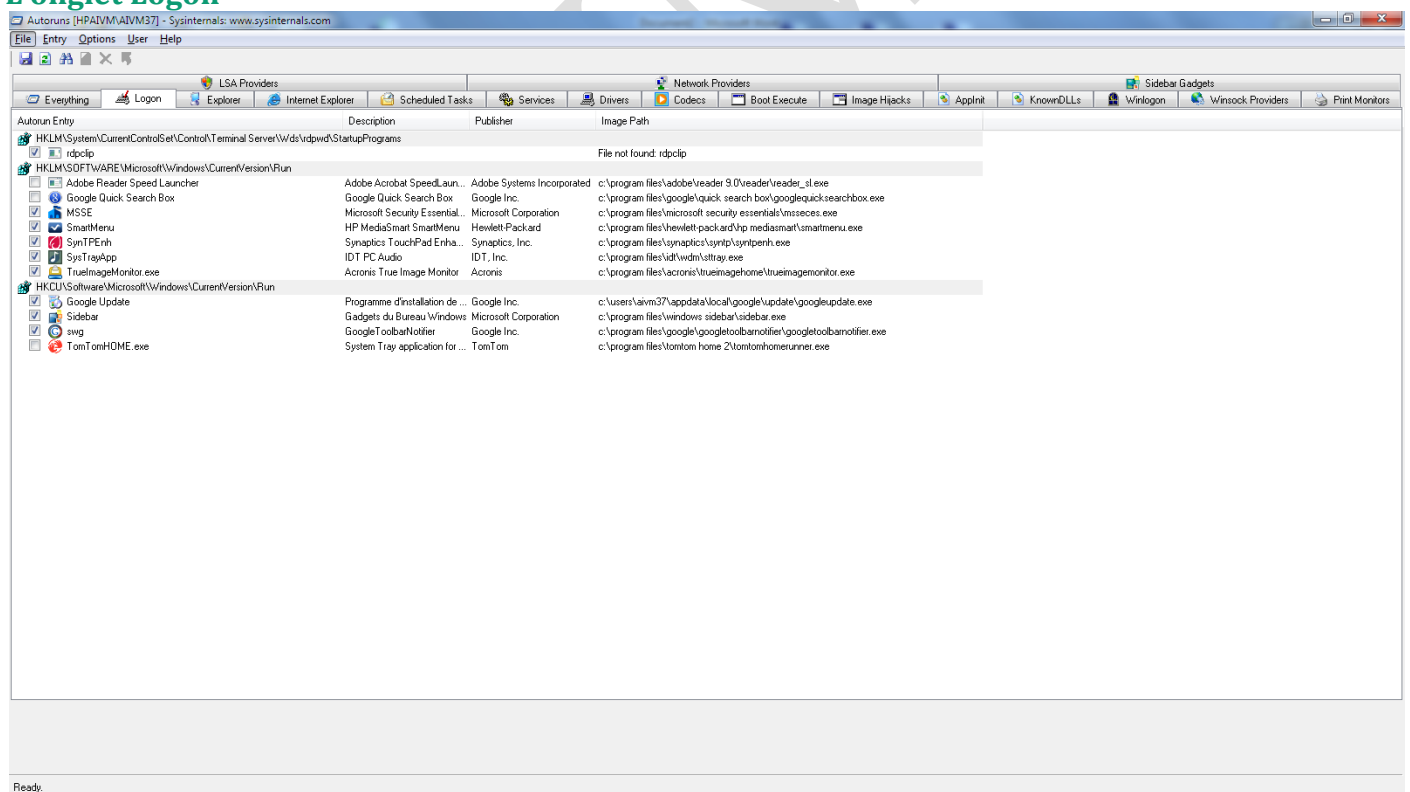 L'onglet Logon
Autoruns [HPAIVM\AIVM37] - Sysinternals: www.sysinternals.com
File Entry Options User Help
LSA Providers Network Providers Sidebar Gadgets
Everything Logon Explorer Internet Explorer Scheduled Tasks Services Drivers Codecs Boot Execute Image Hijacks AppInit KnownDLLs Winlogon Winsock Providers Print Monitors
Autorun Entry Description Publisher Image Path
HKLM\System\CurrentControlSet\Control\Terminal Server\Wds\rdpwd\StartupPrograms
rdpclip File not found: rdpclip
HKLM\SOFTWARE\Microsoft\Windows\CurrentVersion\Run
Adobe Reader Speed Launcher Adobe Acrobat SpeedLaun... Adobe Systems Incorporated c:\program files\adobe\reader 9.0\reader\reader_sl.exe
Google Quick Search Box Google Quick Search Box Google Inc. c:\program files\google\quick search box\googlequicksearchbox.exe
MSSE Microsoft Security Essential... Microsoft Corporation c:\program files\microsoft security essentials\msseces.exe
SmartMenu HP MediaSmart SmartMenu Hewlett-Packard c:\program files\hewlett-packard\hp mediasmart\smartmenu.exe
SynTPEnh Synaptics TouchPad Enha... Synaptics, Inc. c:\program files\synaptics\syntp\syntpenh.exe
SysTrayApp IDT PC Audio IDT, Inc. c:\program files\idt\wdm\sttray.exe
TrueImageMonitor.exe Acronis True Image Monitor Acronis c:\program files\acronis\trueimagehome\trueimagemonitor.exe
HKCU\Software\Microsoft\Windows\CurrentVersion\Run
Google Update Programme d'installation de ... Google Inc. c:\users\aivm37\appdata\local\google\update\googleupdate.exe
Sidebar Gadgets du Bureau Windows Microsoft Corporation c:\program files\windows sidebar\sidebar.exe
swg GoogleToolbarNotifier Google Inc. c:\program files\google\googletoolbarnotifier\googletoolbarnotifier.exe
TomTomHOME.exe System Tray application for ... TomTom c:\program files\tomtom home 2\tomtomhomerunner.exe
Ready.